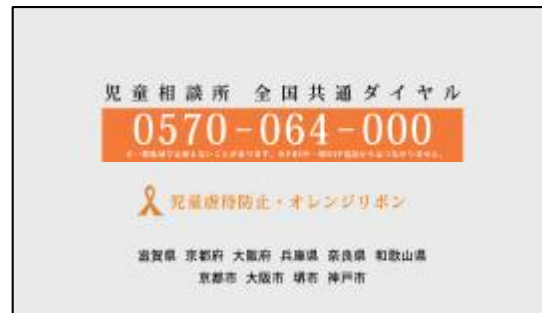 児童相談所 全国共通ダイヤル
0570-064-000
児童虐待防止・オレンジリボン
滋賀県 京都府 大阪府 兵庫県 奈良県 和歌山県
京都市 大阪市 堺市 神戸市